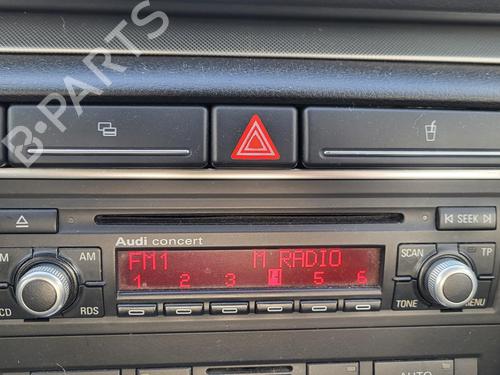 B-PARTS
SEEK
Audi concert
AM
SCAN
TP
FM1 M RADIO
1 2 3 4 5 6
CD
RDS
TONE
MENU
AUTO